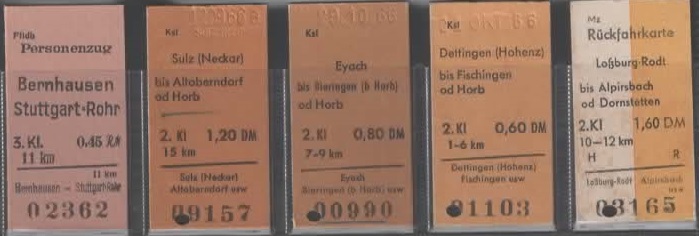 Flidb
Personenzug
Bernhausen
Stuttgart-Rohr
3. Kl. 0.45 RM
11 km
11 km
Bernhausen - Stuttgart-Rohr
02362
Ksl
Sulz (Neckar)
bis Altoberndorf
od Horb
2. Kl 1,20 DM
15 km
Sulz (Neckar)
Altoberndorf usw
09157
Ksl
Eyach
bis Bieringen (b Horb)
od Horb
2. Kl 0,80 DM
7-9 km
Eyach
Bieringen (b Horb) usw
00990
Ksl
Dettingen (Hohenz)
bis Fischingen
od Horb
2. Kl 0,60 DM
1-6 km
Dettingen (Hohenz)
Fischingen usw
01103
Mz
Rückfahrkarte
Loßburg-Rodt
bis Alpirsbach
od Dornstetten
2. Kl 1,60 DM
10-12 km
H R
Loßburg-Rodt Alpirsbach
usw
03165